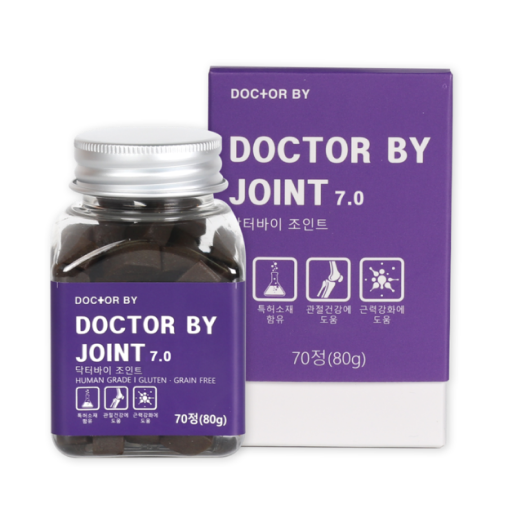 DOCTOR BY
DOCTOR BY
JOINT 7.0
닥터바이 조인트
특허소재
함유
관절건강에
도움
근력강화에
도움
70정(80g)
DOCTOR BY
DOCTOR BY
JOINT 7.0
닥터바이 조인트
HUMAN GRADE I GLUTEN · GRAIN FREE
특허소재
함유
관절건강에
도움
근력강화에
도움
70정(80g)